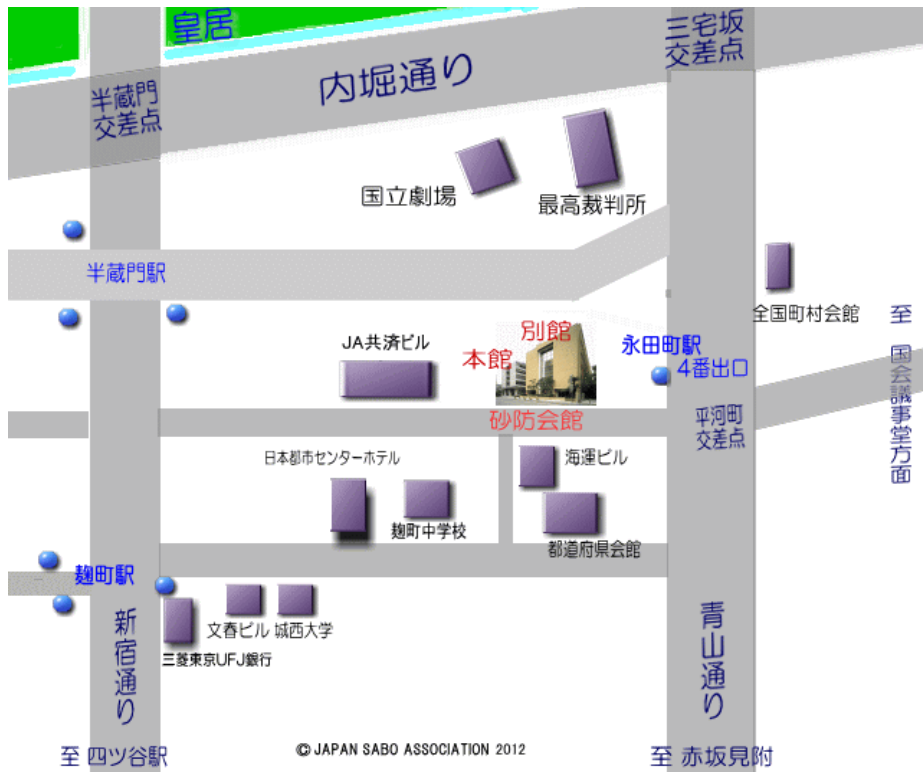 皇居
三宅坂
交差点
内堀通り
半蔵門
交差点
国立劇場
最高裁判所
半蔵門駅
全国町村会館
至 国会議事堂方面
別館
本館
JA共済ビル
永田町駅
4番出口
砂防会館
平河町
交差点
日本都市センターホテル
海運ビル
麹町中学校
都道府県会館
麹町駅
文春ビル
城西大学
三菱東京UFJ銀行
新宿通り
青山通り
至 四ツ谷駅
© JAPAN SABO ASSOCIATION 2012
至 赤坂見附